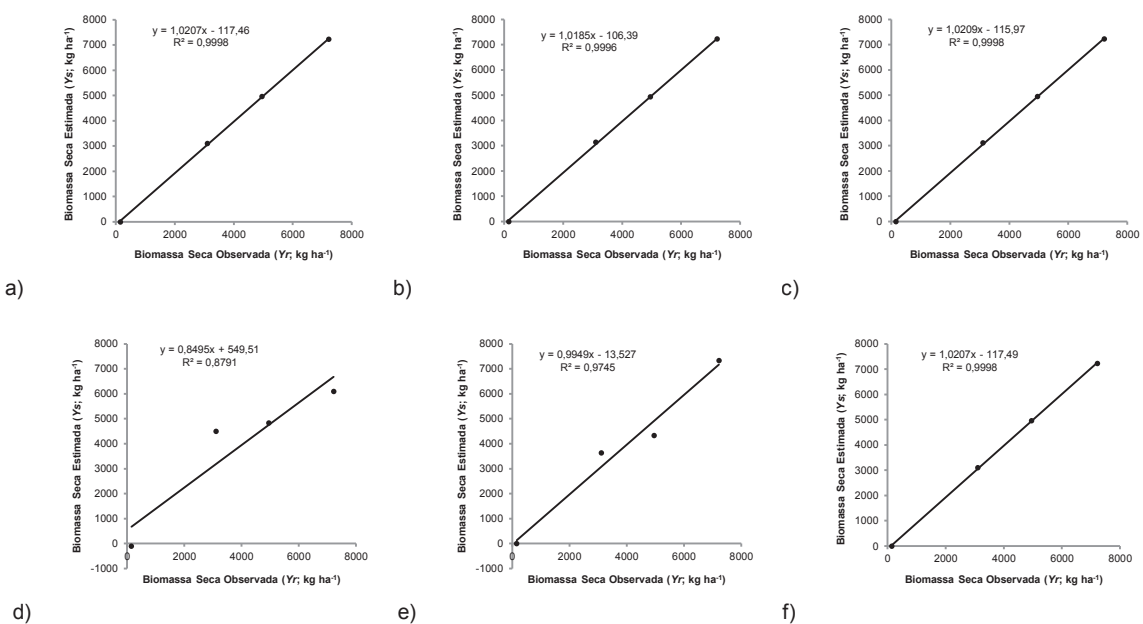 y = 1,0207x - 117,46
R² = 0,9998
8000
7000
6000
5000
4000
3000
2000
1000
0
0 2000 4000 6000 8000
Biomassa Seca Estimada (Ys; kg ha⁻¹)
Biomassa Seca Observada (Yr; kg ha⁻¹)
a)
y = 1,0185x - 106,39
R² = 0,9996
8000
7000
6000
5000
4000
3000
2000
1000
0
0 2000 4000 6000 8000
Biomassa Seca Estimada (Ys; kg ha⁻¹)
Biomassa Seca Observada (Yr; kg ha⁻¹)
b)
y = 1,0209x - 115,97
R² = 0,9998
8000
7000
6000
5000
4000
3000
2000
1000
0
0 2000 4000 6000 8000
Biomassa Seca Estimada (Ys; kg ha⁻¹)
Biomassa Seca Observada (Yr; kg ha⁻¹)
c)
y = 0,8495x + 549,51
R² = 0,8791
8000
7000
6000
5000
4000
3000
2000
1000
0
-1000
0 2000 4000 6000 8000
Biomassa Seca Estimada (Ys; kg ha⁻¹)
Biomassa Seca Observada (Yr; kg ha⁻¹)
d)
y = 0,9949x - 13,527
R² = 0,9745
8000
7000
6000
5000
4000
3000
2000
1000
0
-1000
0 2000 4000 6000 8000
Biomassa Seca Estimada (Ys; kg ha⁻¹)
Biomassa Seca Observada (Yr; kg ha⁻¹)
e)
y = 1,0207x - 117,49
R² = 0,9998
8000
7000
6000
5000
4000
3000
2000
1000
0
0 2000 4000 6000 8000
Biomassa Seca Estimada (Ys; kg ha⁻¹)
Biomassa Seca Observada (Yr; kg ha⁻¹)
f)